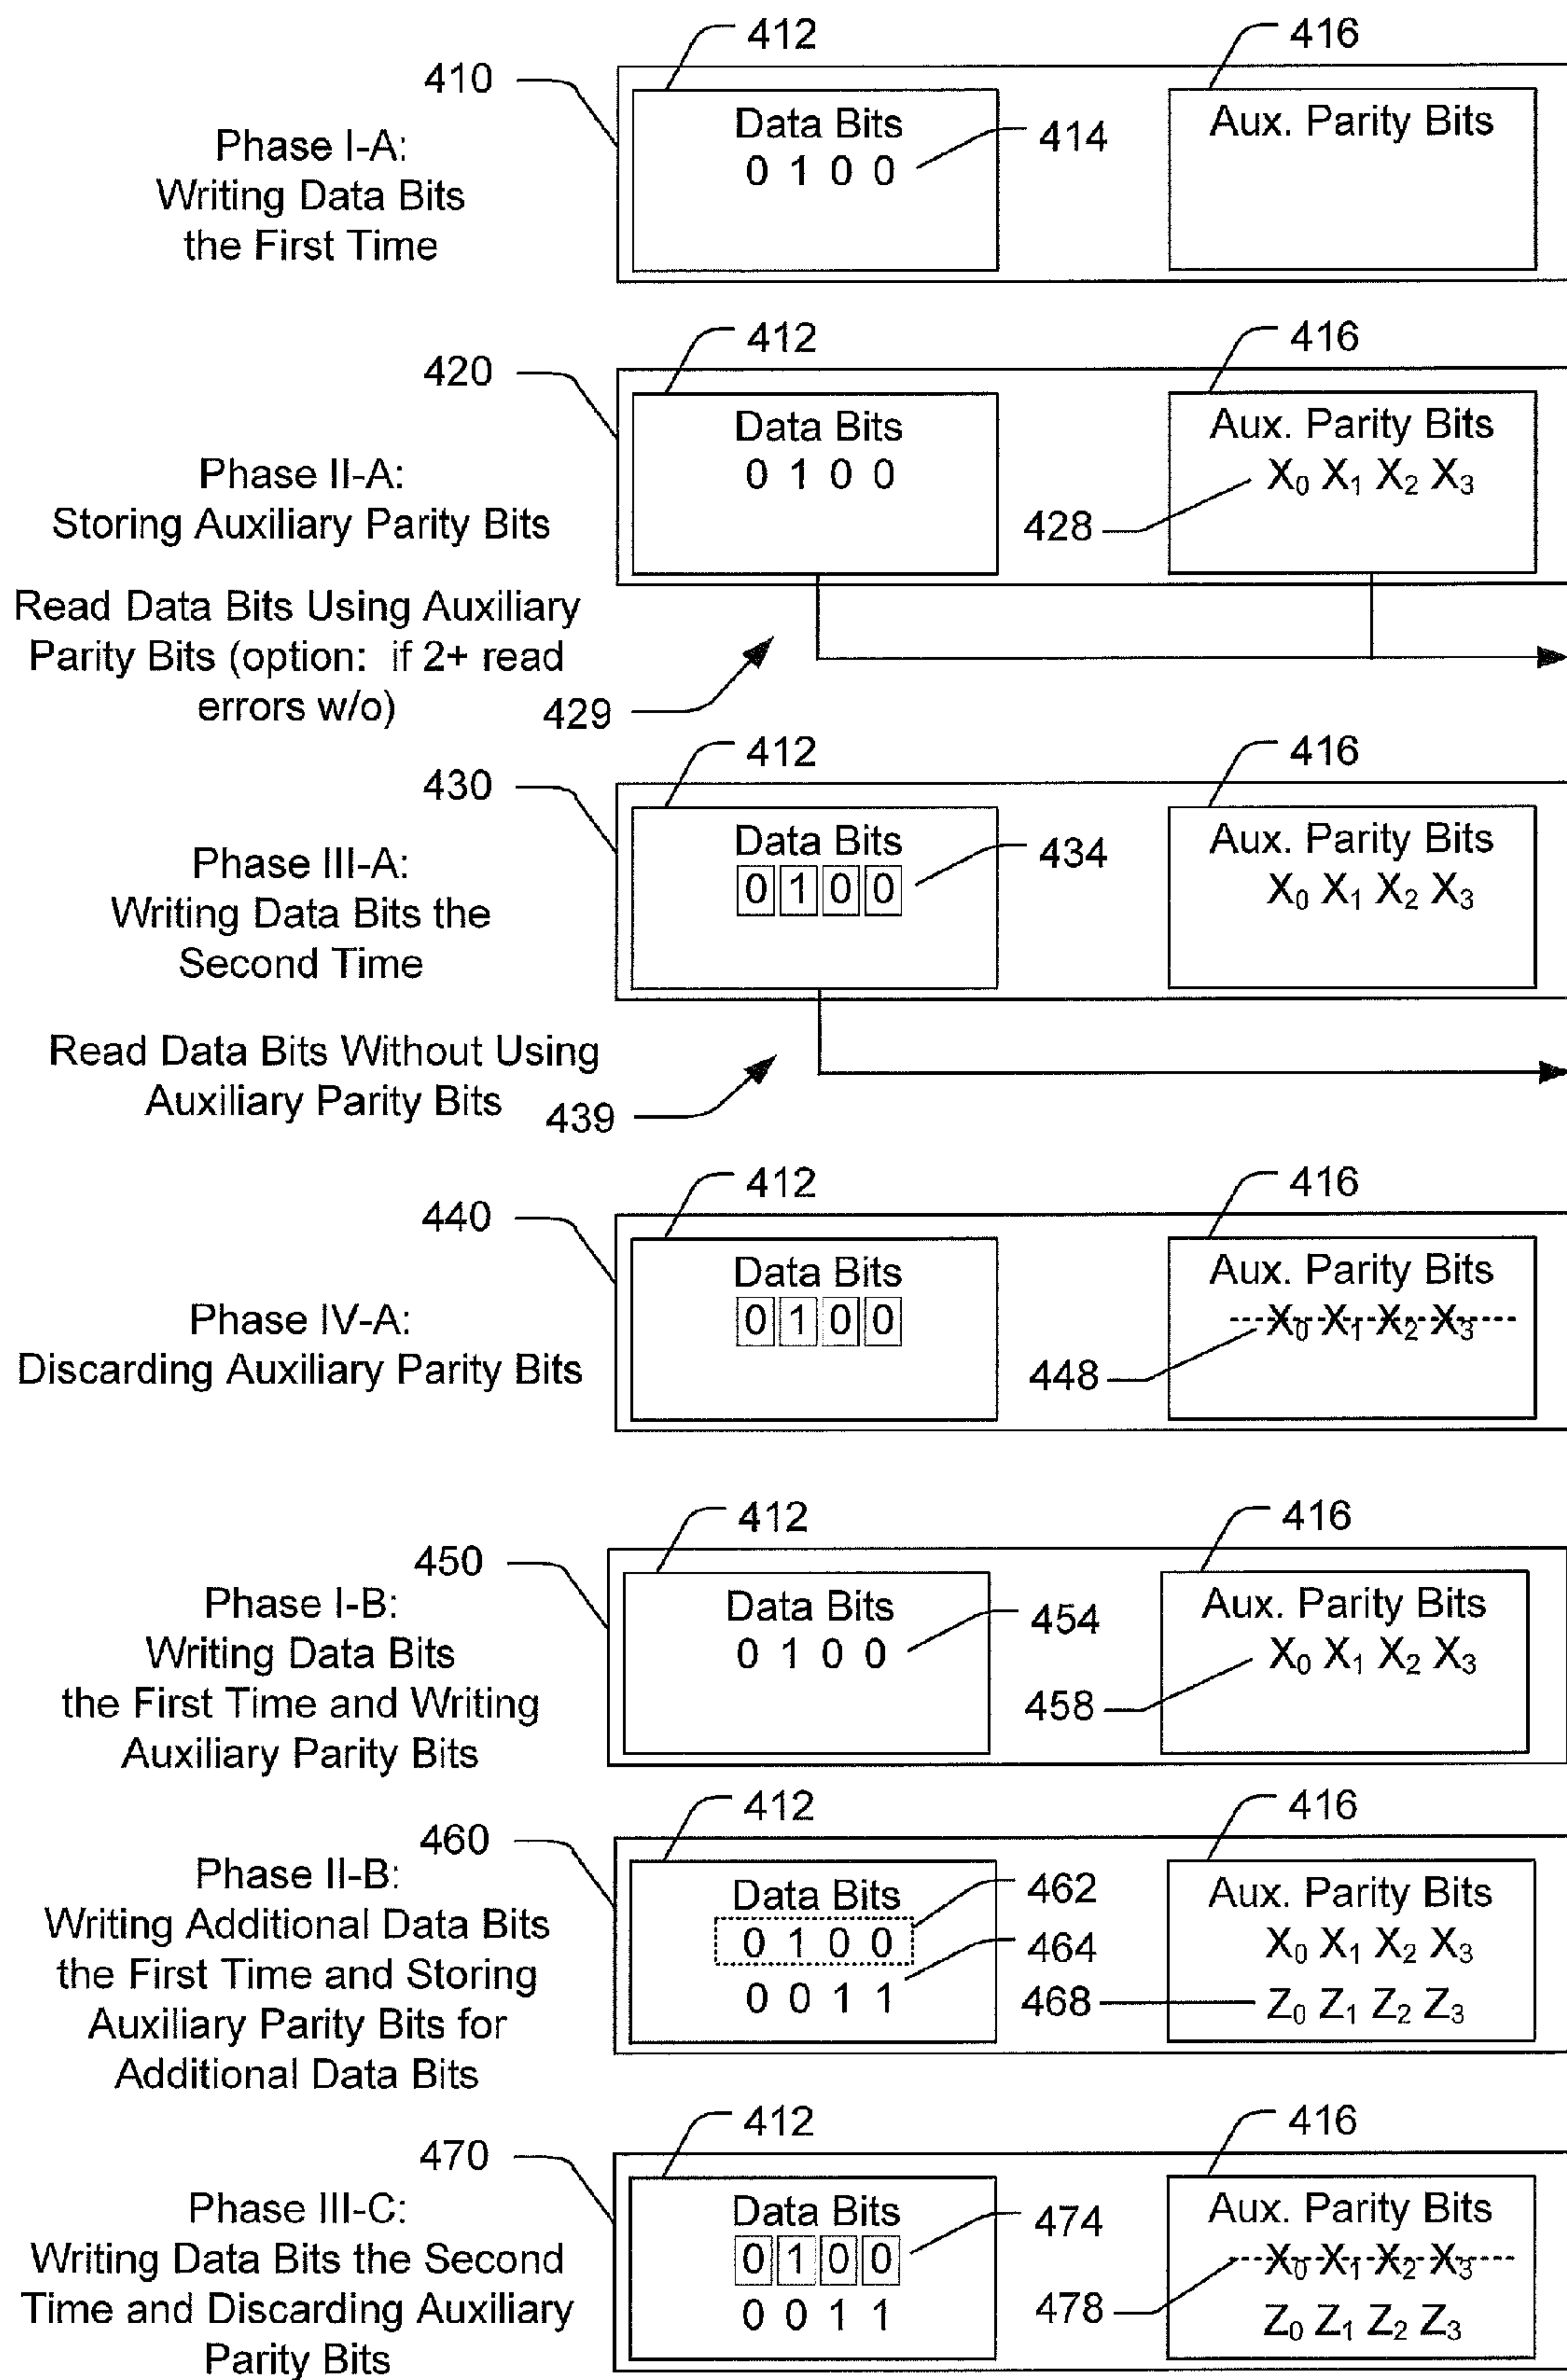 412
416
410
Data Bits
Aux. Parity Bits
Phase I-A:
Writing Data Bits
the First Time
0 1 0 0
414
412
416
420
Data Bits
Aux. Parity Bits
0 1 0 0
X₀ X₁ X₂ X₃
Phase II-A:
Storing Auxiliary Parity Bits
428
Read Data Bits Using Auxiliary
Parity Bits (option: if 2+ read
errors w/o)
429
412
416
430
Data Bits
Aux. Parity Bits
Phase III-A:
Writing Data Bits the
Second Time
0 1 0 0
434
X₀ X₁ X₂ X₃
Read Data Bits Without Using
Auxiliary Parity Bits
439
412
416
440
Data Bits
Aux. Parity Bits
Phase IV-A:
Discarding Auxiliary Parity Bits
0 1 0 0
X₀ X₁ X₂ X₃
448
412
416
450
Data Bits
Aux. Parity Bits
Phase I-B:
Writing Data Bits
the First Time and Writing
Auxiliary Parity Bits
0 1 0 0
454
X₀ X₁ X₂ X₃
458
412
416
460
Data Bits
Aux. Parity Bits
Phase II-B:
Writing Additional Data Bits
the First Time and Storing
Auxiliary Parity Bits for
Additional Data Bits
462
0 1 0 0
X₀ X₁ X₂ X₃
464
0 0 1 1
468
Z₀ Z₁ Z₂ Z₃
412
416
470
Data Bits
Aux. Parity Bits
Phase III-C:
Writing Data Bits the Second
Time and Discarding Auxiliary
Parity Bits
0 1 0 0
474
X₀ X₁ X₂ X₃
0 0 1 1
478
Z₀ Z₁ Z₂ Z₃